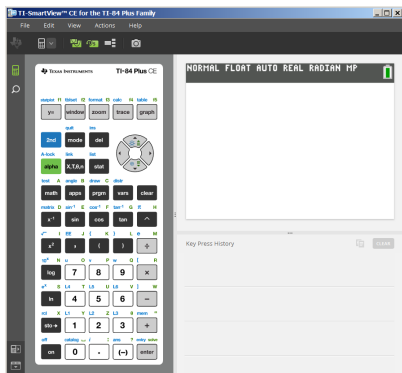 TI-SmartView™ CE for the TI-84 Plus Family
File Edit View Actions Help
TEXAS INSTRUMENTS TI-84 Plus CE
NORMAL FLOAT AUTO REAL RADIAN MP
statplot f1 tblset f2 format f3 calc f4 table f5
y= window zoom trace graph
quit ins
2nd mode del
A-lock link list
alpha X,T,θ,n stat
test A angle B draw C distr
math apps prgm vars clear
matrix D sin⁻¹ E cos⁻¹ F tan⁻¹ G π H
x⁻¹ sin cos tan ^
√ I EE J { K } L e M
x² , ( ) ÷
Key Press History CLEAR
10ˣ N u O v P w Q [ R
log 7 8 9 ×
eˣ S L4 T L5 U L6 V ] W
ln 4 5 6 −
rcl X L1 Y L2 Z L3 θ mem "
sto→ 1 2 3 +
off catalog i : ans ? entry solve
on 0 . (−) enter